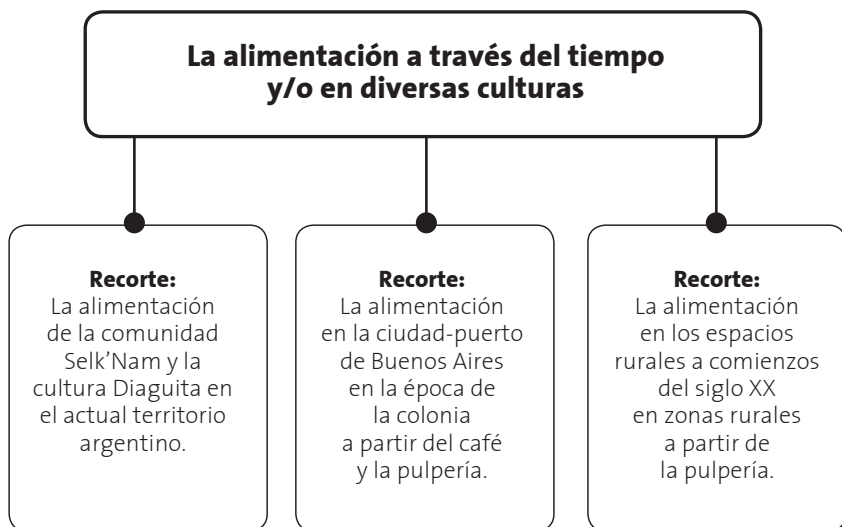 La alimentación a través del tiempo
y/o en diversas culturas
Recorte:
La alimentación
de la comunidad
Selk’Nam y la
cultura Diaguita en
el actual territorio
argentino.
Recorte:
La alimentación
en la ciudad-puerto
de Buenos Aires
en la época de
la colonia
a partir del café
y la pulpería.
Recorte:
La alimentación
en los espacios
rurales a comienzos
del siglo XX
en zonas rurales
a partir de
la pulpería.